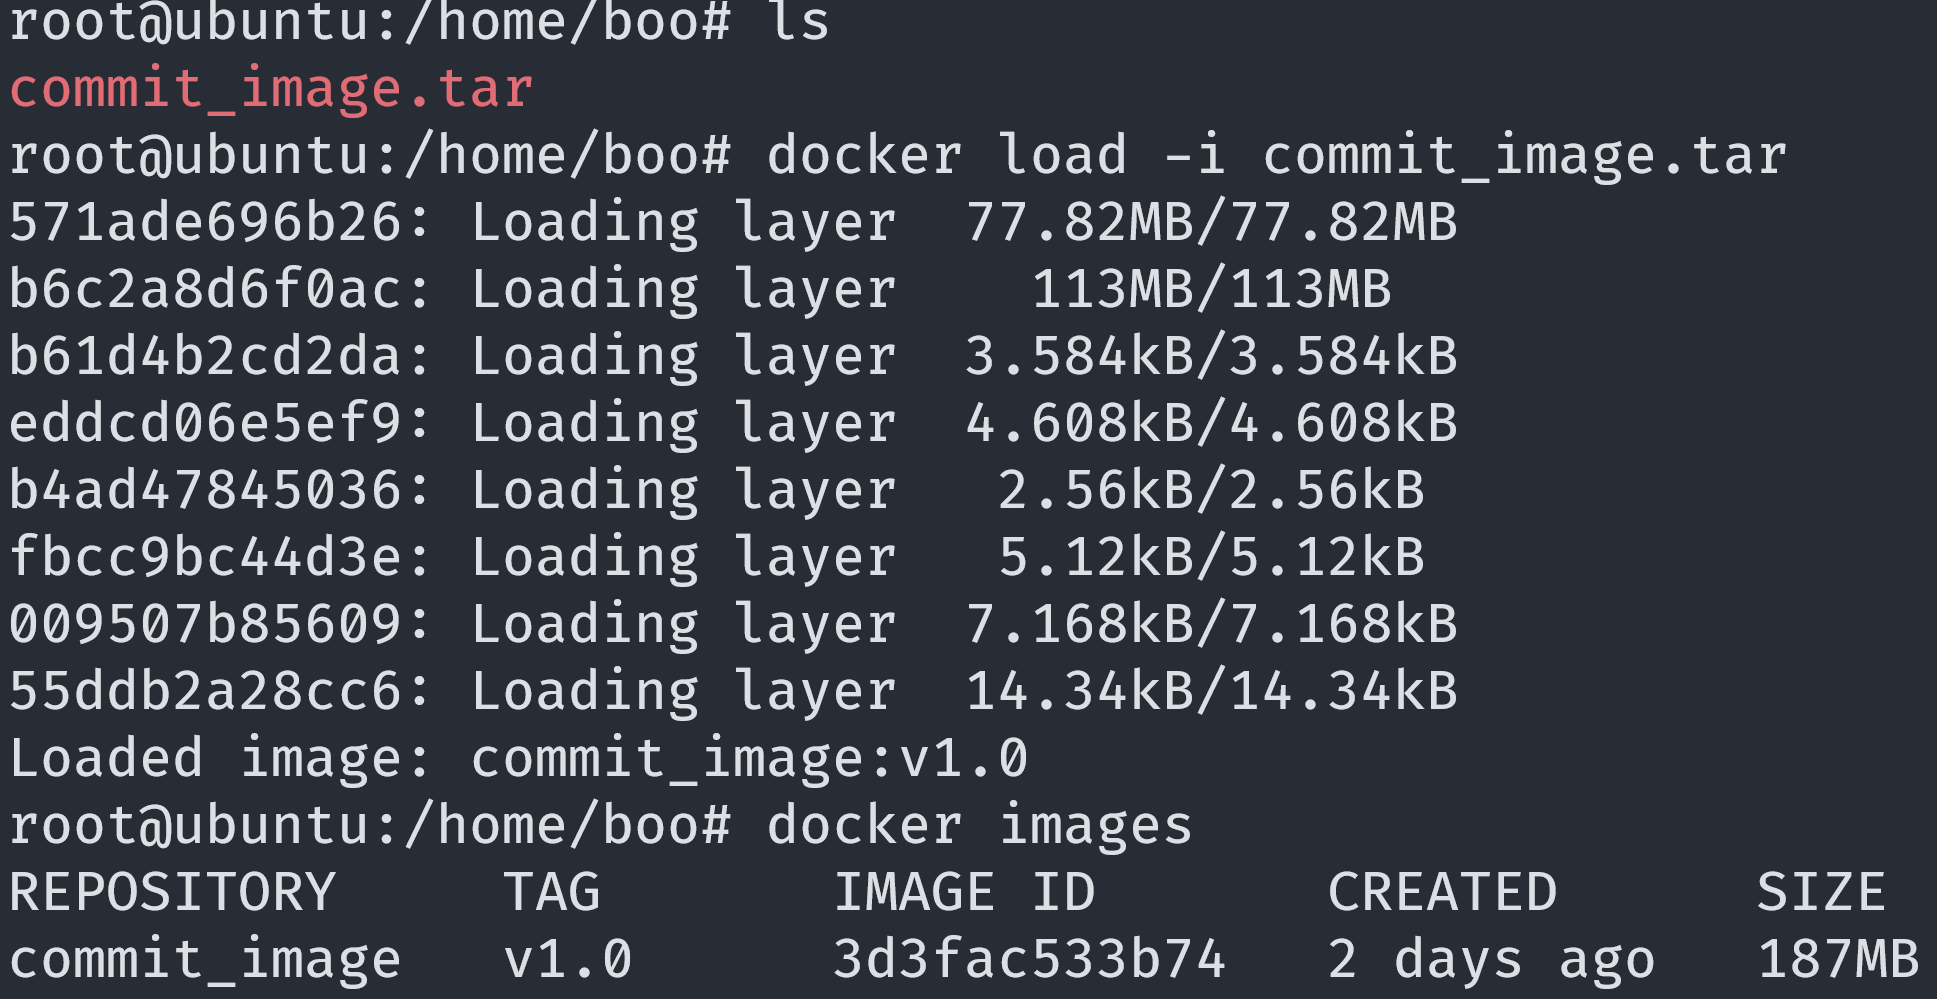 root@ubuntu:/home/boo# ls
commit_image.tar
root@ubuntu:/home/boo# docker load -i commit_image.tar
571ade696b26: Loading layer  77.82MB/77.82MB
b6c2a8d6f0ac: Loading layer    113MB/113MB
b61d4b2cd2da: Loading layer  3.584kB/3.584kB
eddcd06e5ef9: Loading layer  4.608kB/4.608kB
b4ad47845036: Loading layer   2.56kB/2.56kB
fbcc9bc44d3e: Loading layer   5.12kB/5.12kB
009507b85609: Loading layer  7.168kB/7.168kB
55ddb2a28cc6: Loading layer  14.34kB/14.34kB
Loaded image: commit_image:v1.0
root@ubuntu:/home/boo# docker images
REPOSITORY     TAG       IMAGE ID       CREATED      SIZE
commit_image   v1.0      3d3fac533b74   2 days ago   187MB